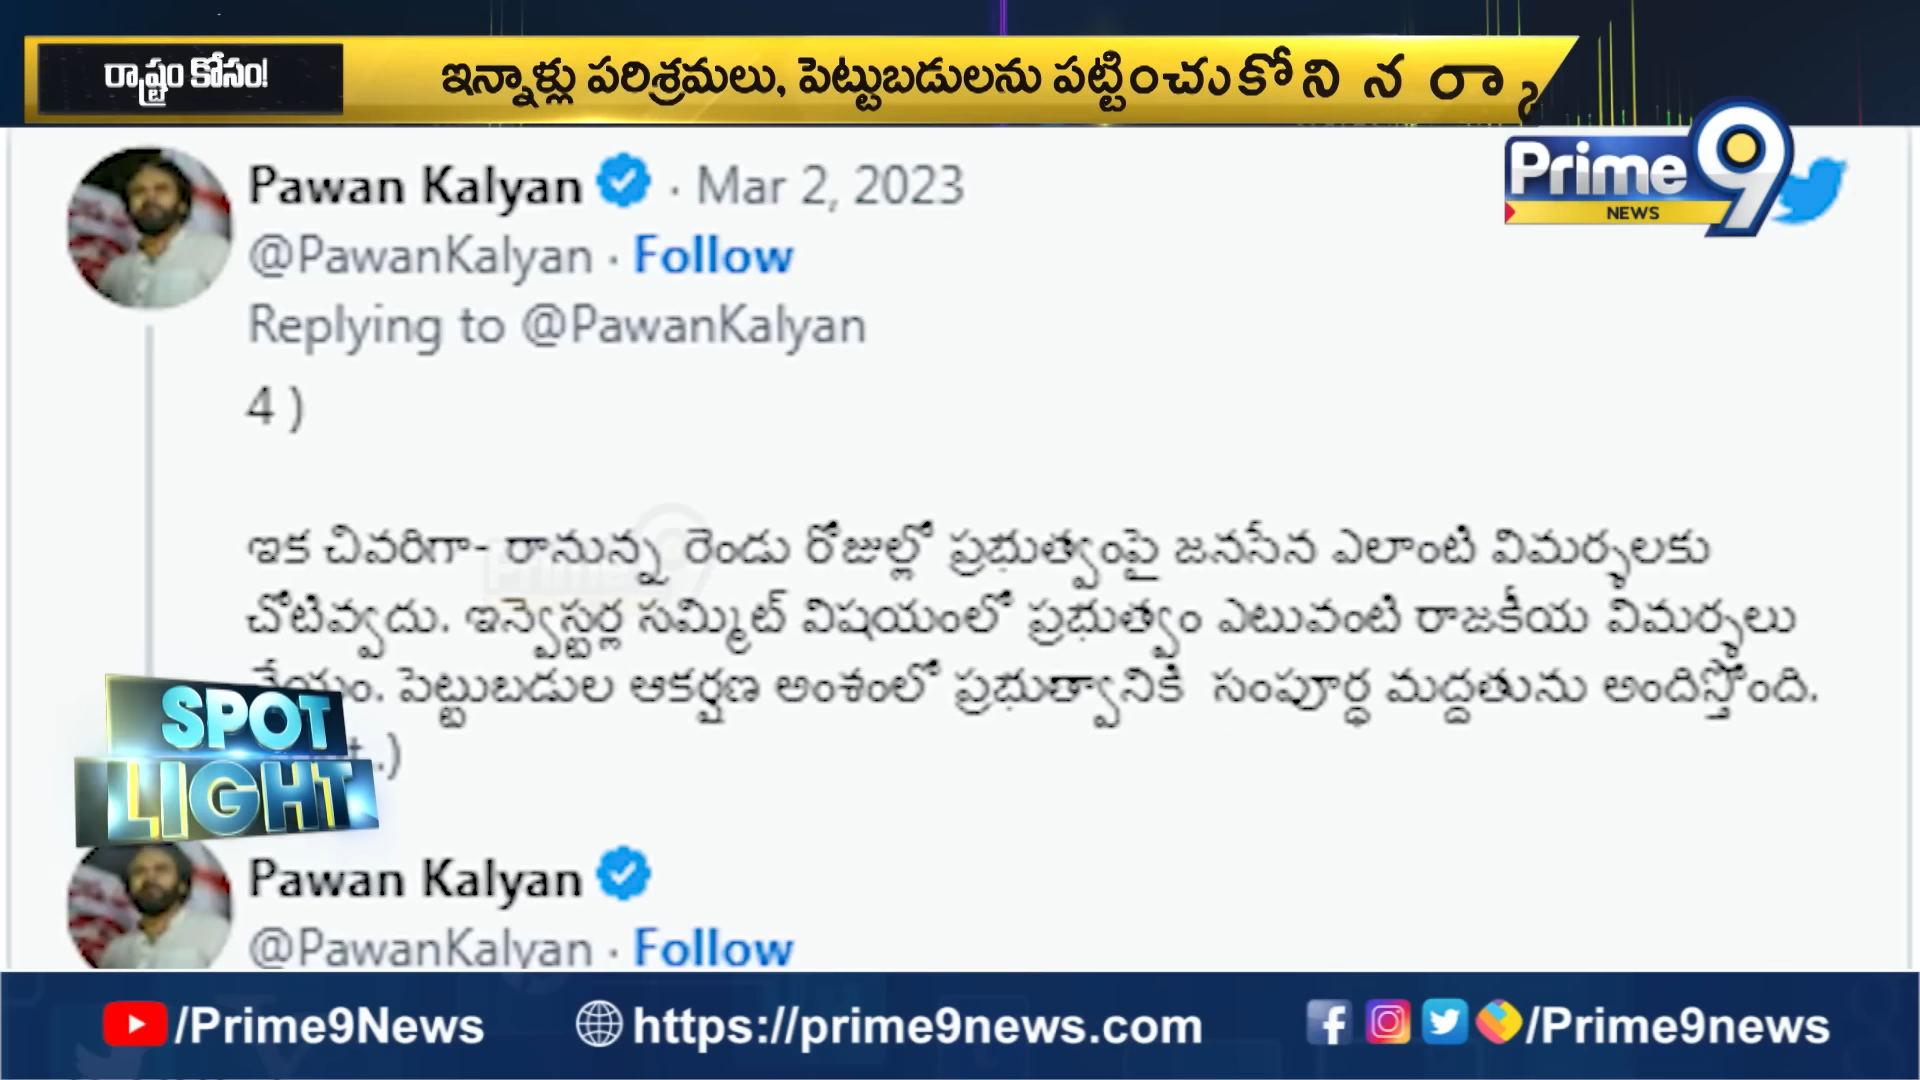 రాష్ట్రం కోసం!
ఇన్నాళ్లు పరిశ్రమలు, పెట్టుబడులను పట్టించుకోని న రా
Prime9
NEWS
Pawan Kalyan · Mar 2, 2023
@PawanKalyan · Follow
Replying to @PawanKalyan
4 )
ఇక చివరిగా- రానున్న రెండు రోజుల్లో ప్రభుత్వంపై జనసేన ఎలాంటి విమర్శలకు
చోటివ్వదు. ఇన్వెస్టర్ల సమ్మిట్ విషయంలో ప్రభుత్వం ఎటువంటి రాజకీయ విమర్శలు
పెట్టుబడుల ఆకర్షణ అంశంలో ప్రభుత్వానికి సంపూర్ణ మద్దతును అందిస్తోంది.
.)
SPOT
LIGHT
Pawan Kalyan
@PawanKalyan · Follow
/Prime9News
https://prime9news.com
/Prime9news